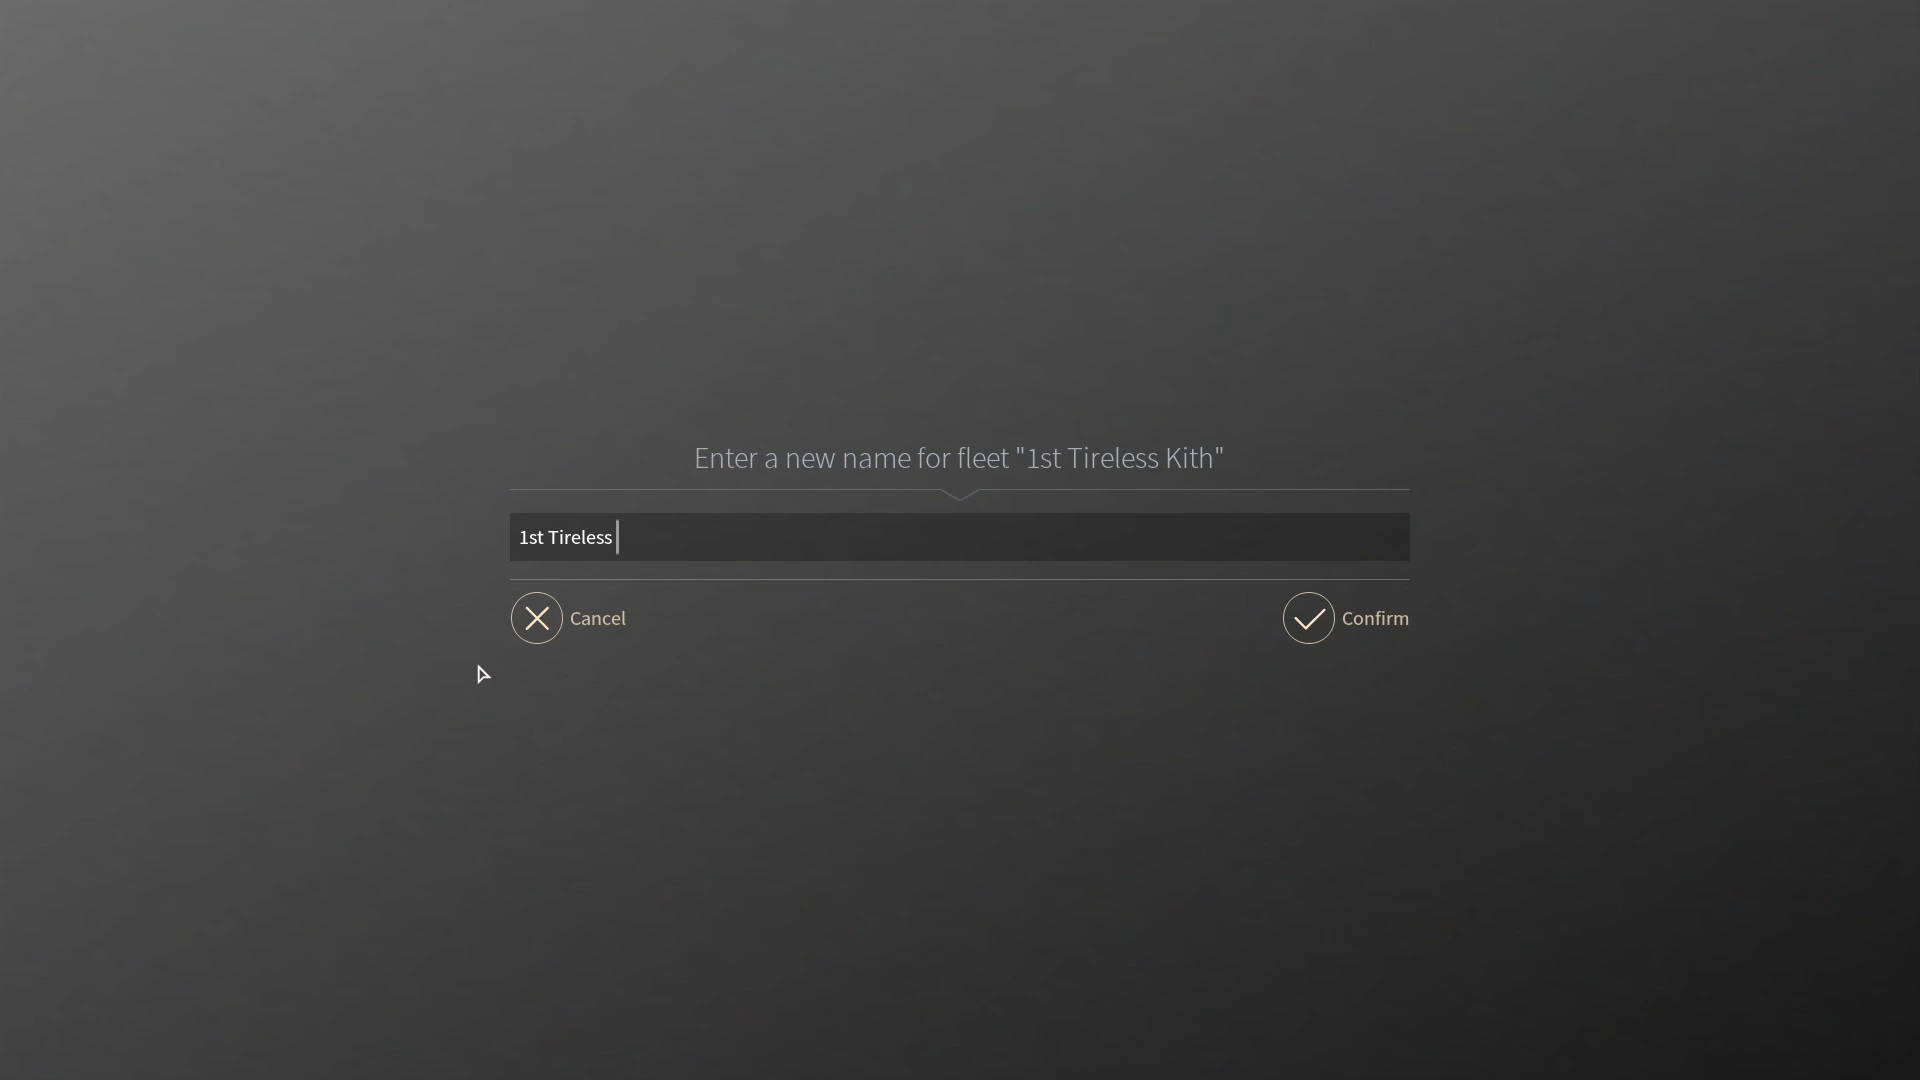 Enter a new name for fleet "1st Tireless Kith"
1st Tireless
Cancel
Confirm